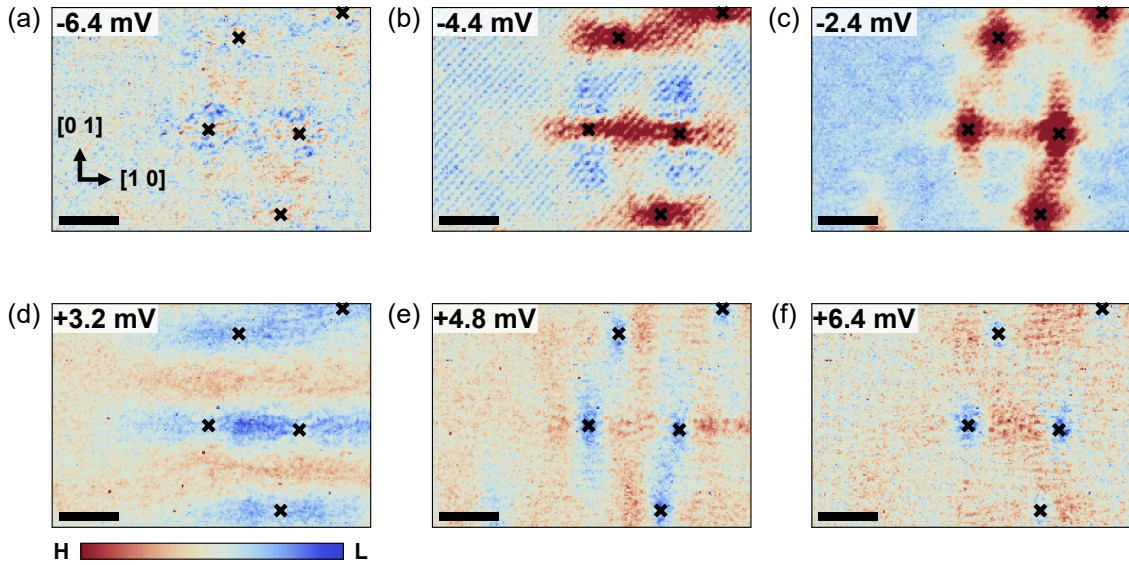 (a) -6.4 mV
(b) -4.4 mV
(c) -2.4 mV
[0 1]
[1 0]
(d) +3.2 mV
(e) +4.8 mV
(f) +6.4 mV
H L